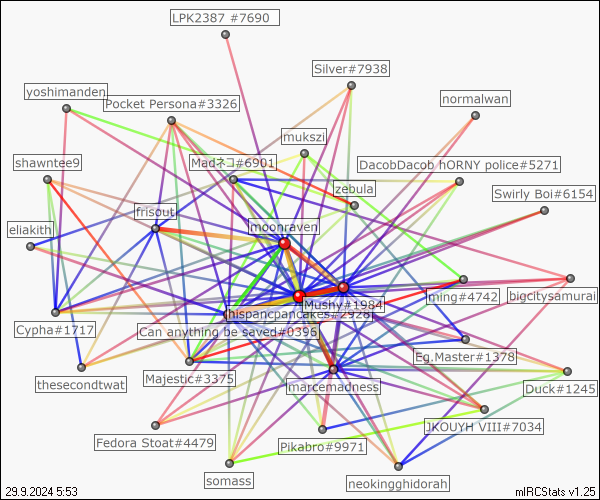 LPK2387 #7690
Silver#7938
yoshimanden
Pocket Persona#3326
normalwan
mukszi
shawntee9
Madネコ#6901
DacobDacob hORNY police#5271
zebula
Swirly Boi#6154
frisout
moonraven
eliakith
ming#4742
bigcitysamurai
Mushy#1984
hispanicpancakes#2928
Cypha#1717
Can anything be saved#0396
Eg.Master#1378
thesecondtwat
Majestic#3375
marcemadness
Duck#1245
JKOUYH VIII#7034
Fedora Stoat#4479
Pikabro#9971
somass
neokingghidorah
29.9.2024 5:53
mIRCStats v1.25